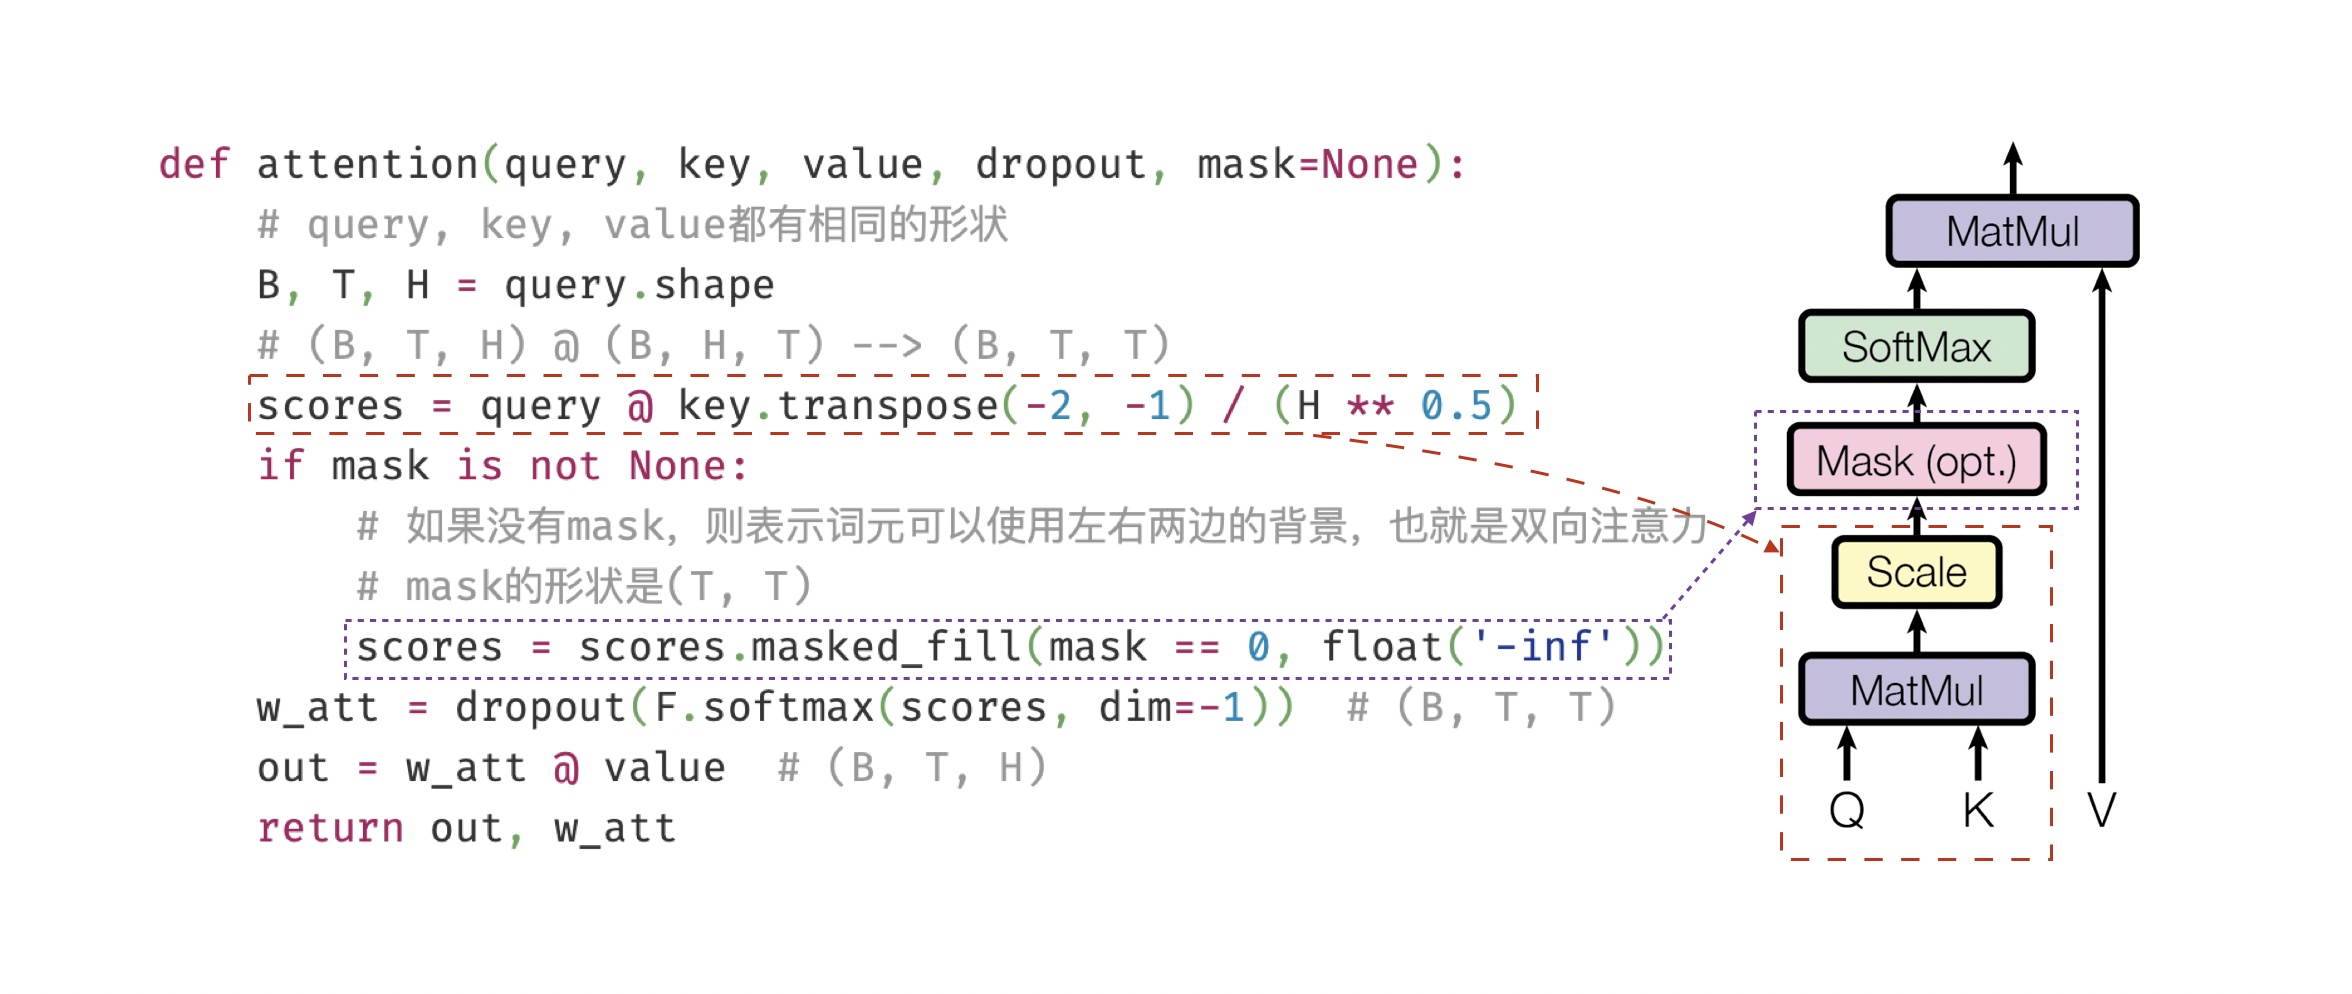 def attention(query, key, value, dropout, mask=None):
    # query, key, value都有相同的形状
    B, T, H = query.shape
    # (B, T, H) @ (B, H, T) --> (B, T, T)
    scores = query @ key.transpose(-2, -1) / (H ** 0.5)
    if mask is not None:
        # 如果没有mask，则表示词元可以使用左右两边的背景，也就是双向注意力
        # mask的形状是(T, T)
        scores = scores.masked_fill(mask == 0, float('-inf'))
    w_att = dropout(F.softmax(scores, dim=-1))  # (B, T, T)
    out = w_att @ value  # (B, T, H)
    return out, w_att
MatMul
SoftMax
Mask (opt.)
Scale
MatMul
Q K V